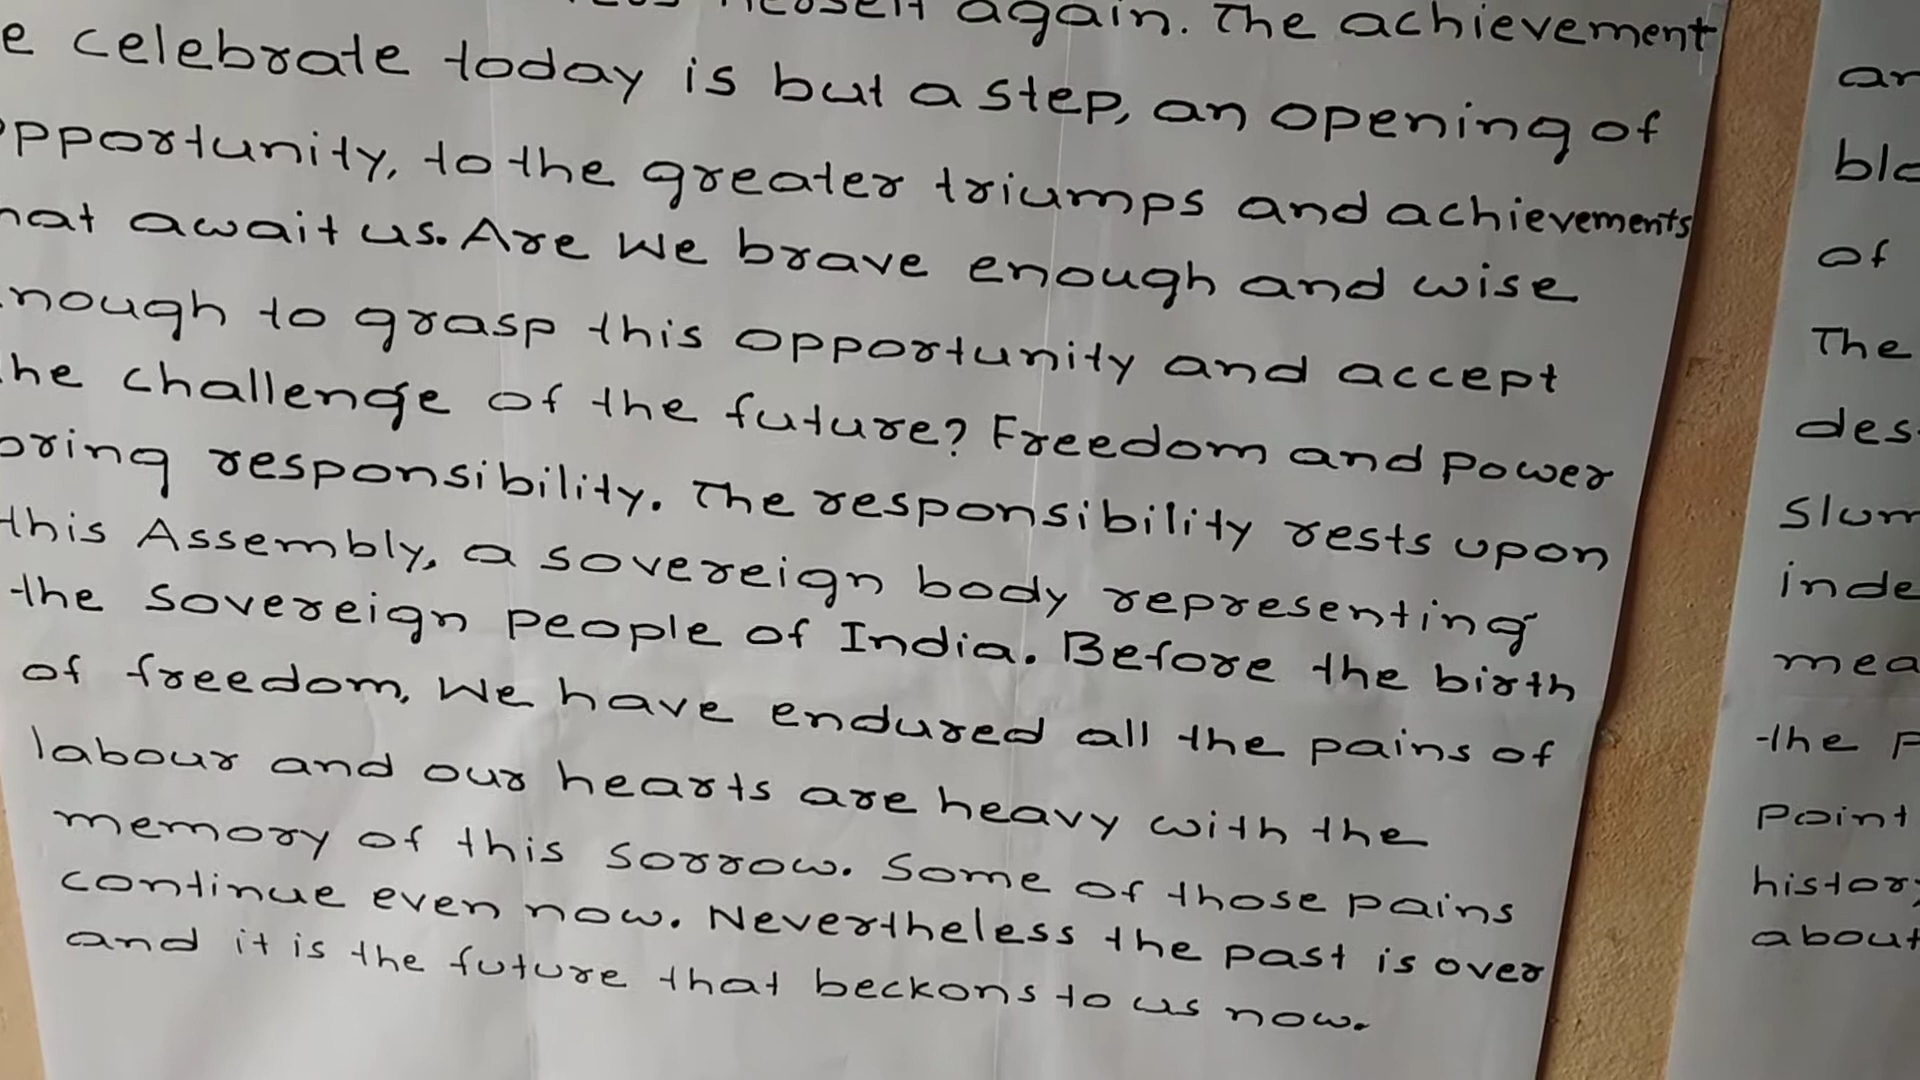 again. The achievement
e celebrate today is but a step, an opening of
pportunity, to the greater triumps and achievements
hat await us. Are We brave enough and wise
nough to grasp this opportunity and accept
he challenge of the future? Freedom and Power
bring responsibility. The responsibility rests upon
this Assembly, a sovereign body representing
the Sovereign People of India. Before the birth
of freedom, We have endured all the pains of
labour and our hearts are heavy with the
memory of this sorrow. Some of those pains
continue even now. Nevertheless the past is over
and it is the future that beckons to us now.
of
The
des
Slum
inde
mea
the P
Point
history
about